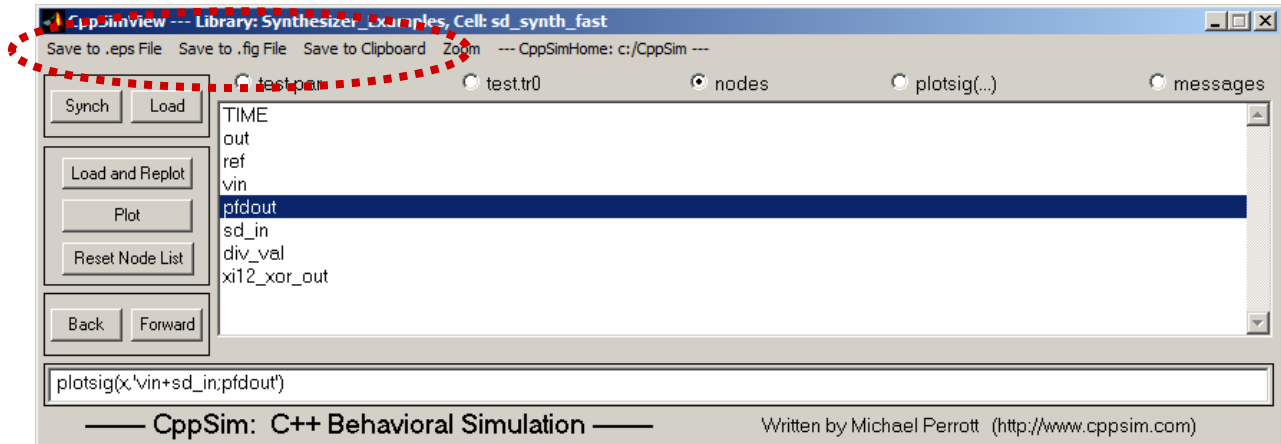 CppSimView --- Library: Synthesizer_Examples, Cell: sd_synth_fast
Save to .eps File Save to .fig File Save to Clipboard Zoom --- CppSimHome: c:/CppSim ---
test.par test.tr0 nodes plotsig(...) messages
Synch Load
TIME
out
ref
vin
pfdout
sd_in
div_val
xi12_xor_out
Load and Replot
Plot
Reset Node List
Back Forward
plotsig(x,'vin+sd_in;pfdout')
CppSim: C++ Behavioral Simulation
Written by Michael Perrott (http://www.cppsim.com)